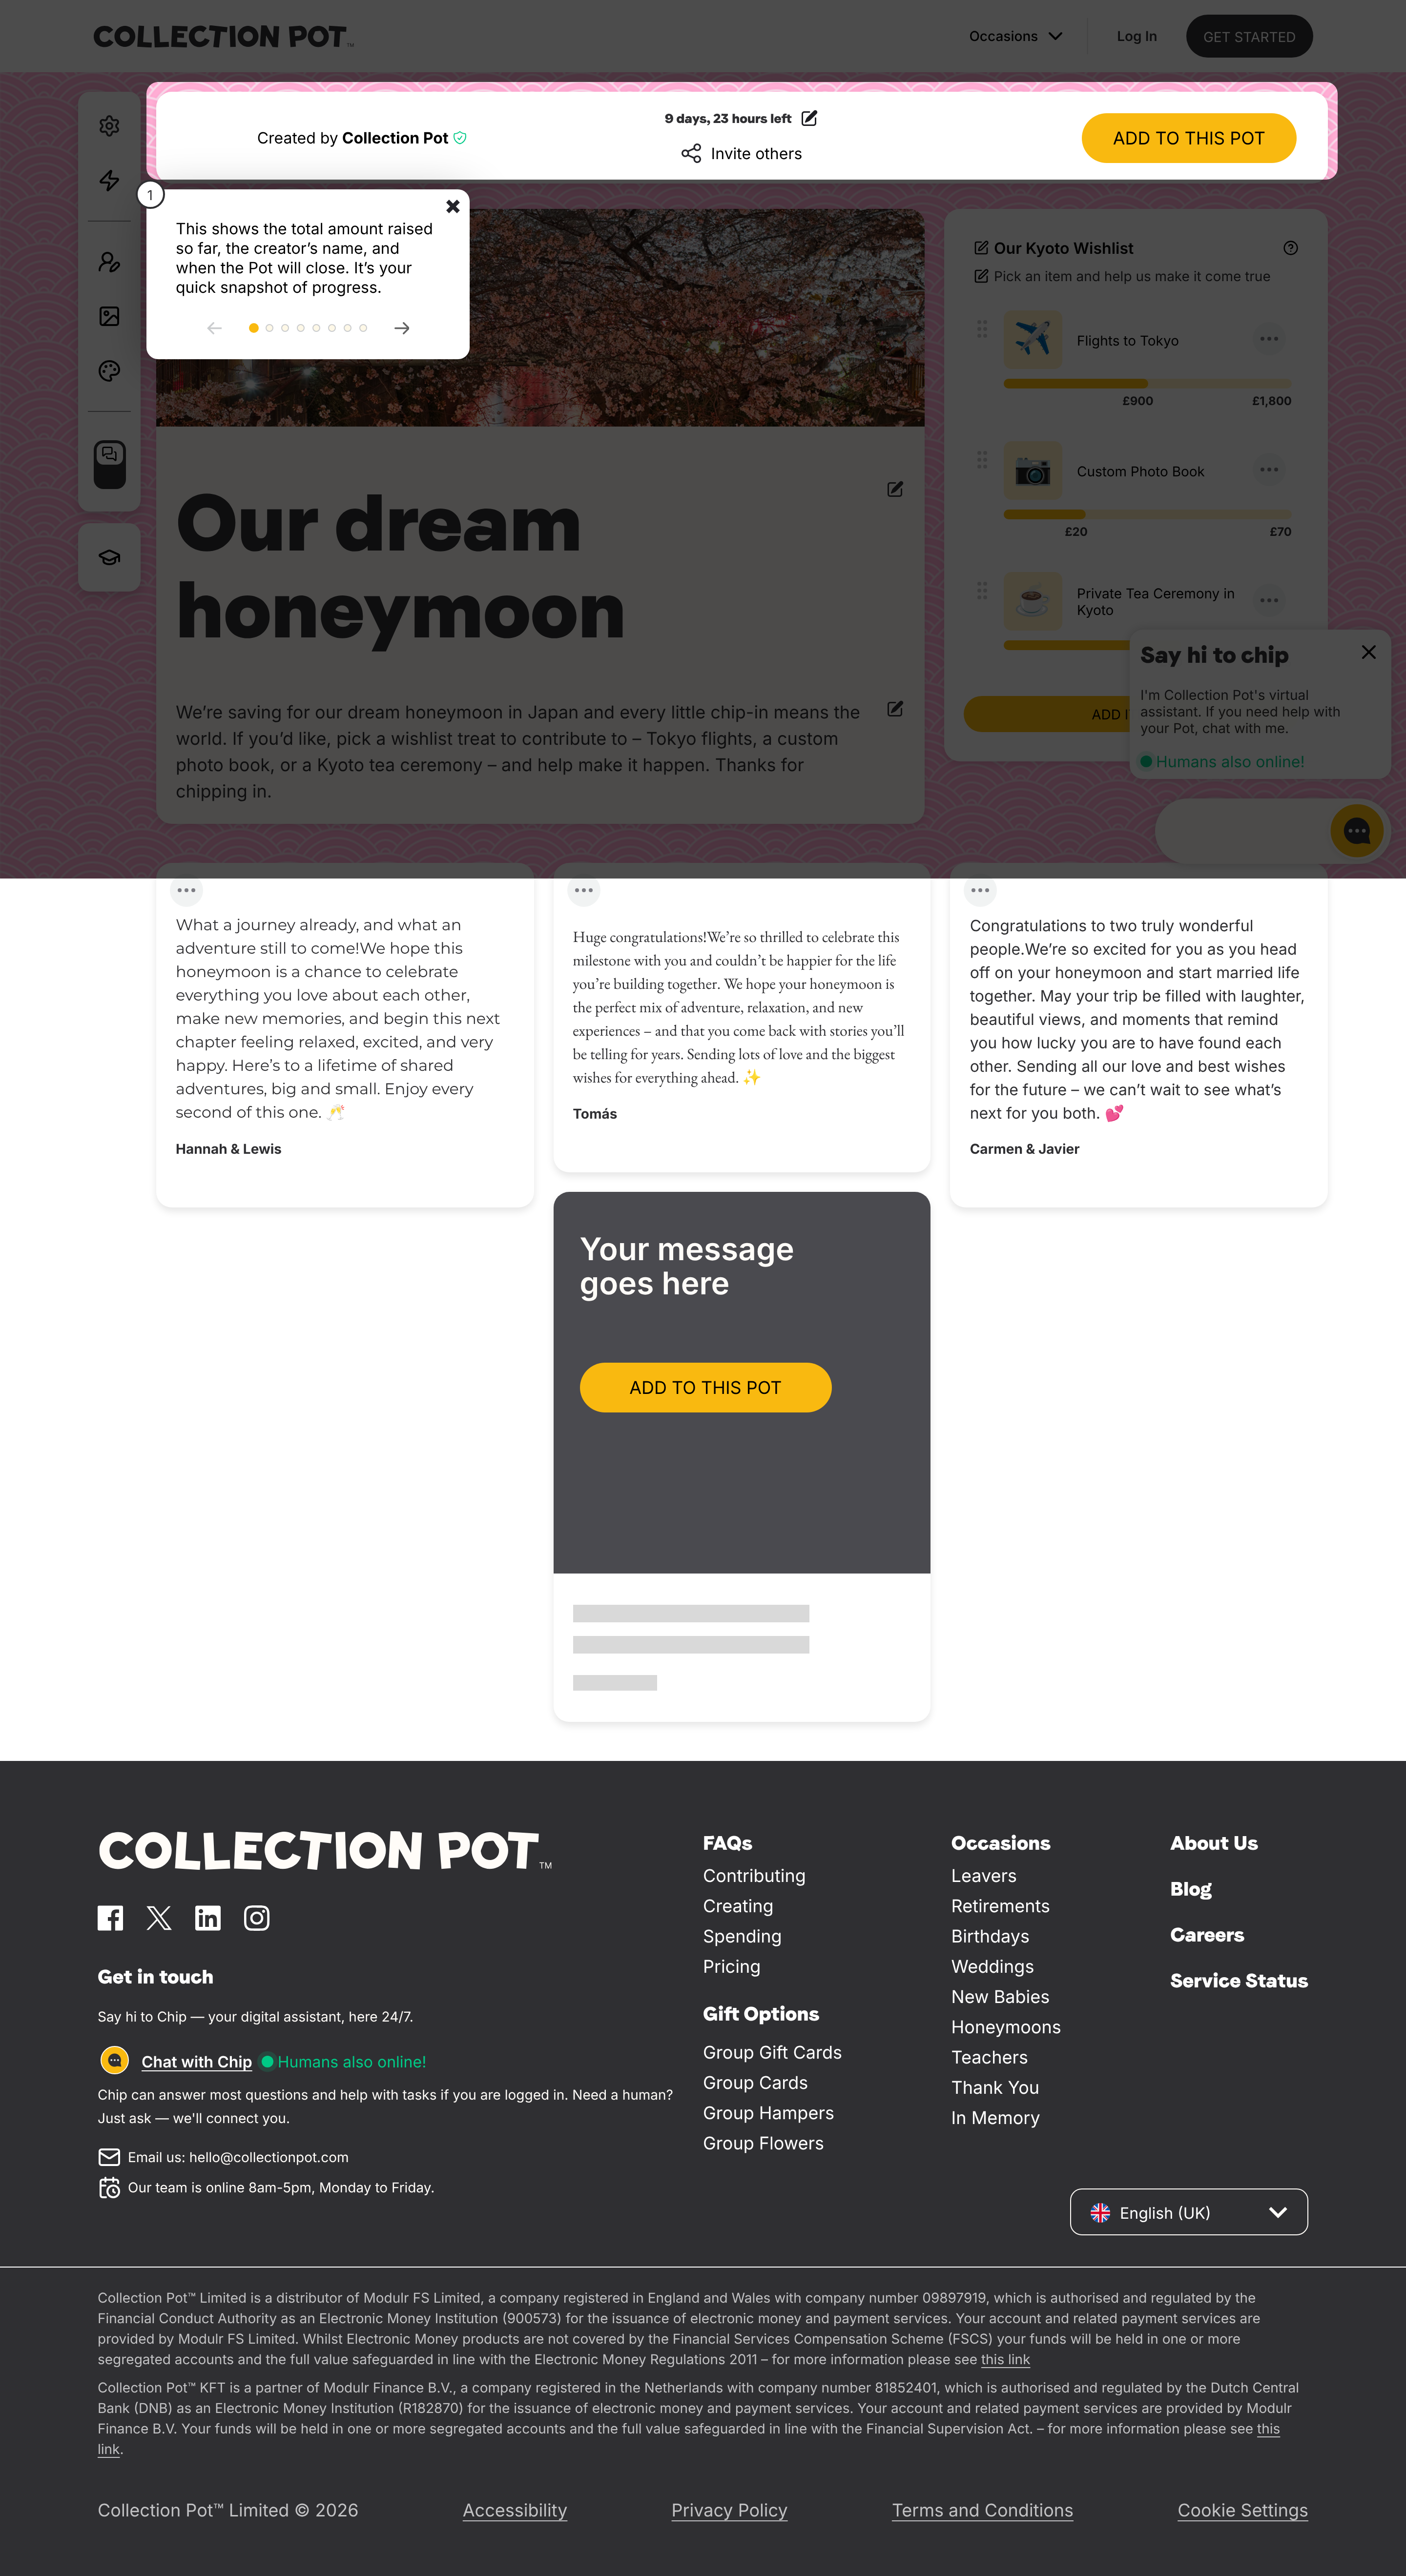 COLLECTION POT™
Occasions
Log In
GET STARTED
Created by Collection Pot
9 days, 23 hours left
Invite others
ADD TO THIS POT
1
This shows the total amount raised
so far, the creator’s name, and
when the Pot will close. It’s your
quick snapshot of progress.
Our dream
honeymoon
We’re saving for our dream honeymoon in Japan and every little chip-in means the
world. If you’d like, pick a wishlist treat to contribute to – Tokyo flights, a custom
photo book, or a Kyoto tea ceremony – and help make it happen. Thanks for
chipping in.
Our Kyoto Wishlist
Pick an item and help us make it come true
Flights to Tokyo
£900
£1,800
Custom Photo Book
£20
£70
Private Tea Ceremony in
Kyoto
ADD
Say hi to chip
I'm Collection Pot's virtual
assistant. If you need help with
your Pot, chat with me.
Humans also online!
What a journey already, and what an
adventure still to come!We hope this
honeymoon is a chance to celebrate
everything you love about each other,
make new memories, and begin this next
chapter feeling relaxed, excited, and very
happy. Here’s to a lifetime of shared
adventures, big and small. Enjoy every
second of this one. 🥂
Hannah & Lewis
Huge congratulations!We’re so thrilled to celebrate this
milestone with you and couldn’t be happier for the life
you’re building together. We hope your honeymoon is
the perfect mix of adventure, relaxation, and new
experiences – and that you come back with stories you’ll
be telling for years. Sending lots of love and the biggest
wishes for everything ahead. ✨
Tomás
Congratulations to two truly wonderful
people.We’re so excited for you as you head
off on your honeymoon and start married life
together. May your trip be filled with laughter,
beautiful views, and moments that remind
you how lucky you are to have found each
other. Sending all our love and best wishes
for the future – we can’t wait to see what’s
next for you both. 💕
Carmen & Javier
Your message
goes here
ADD TO THIS POT
COLLECTION POT™
Get in touch
Say hi to Chip — your digital assistant, here 24/7.
Chat with Chip
Humans also online!
Chip can answer most questions and help with tasks if you are logged in. Need a human?
Just ask — we'll connect you.
Email us: hello@collectionpot.com
Our team is online 8am-5pm, Monday to Friday.
FAQs
Contributing
Creating
Spending
Pricing
Gift Options
Group Gift Cards
Group Cards
Group Hampers
Group Flowers
Occasions
Leavers
Retirements
Birthdays
Weddings
New Babies
Honeymoons
Teachers
Thank You
In Memory
About Us
Blog
Careers
Service Status
English (UK)
Collection Pot™ Limited is a distributor of Modulr FS Limited, a company registered in England and Wales with company number 09897919, which is authorised and regulated by the
Financial Conduct Authority as an Electronic Money Institution (900573) for the issuance of electronic money and payment services. Your account and related payment services are
provided by Modulr FS Limited. Whilst Electronic Money products are not covered by the Financial Services Compensation Scheme (FSCS) your funds will be held in one or more
segregated accounts and the full value safeguarded in line with the Electronic Money Regulations 2011 – for more information please see this link
Collection Pot™ KFT is a partner of Modulr Finance B.V., a company registered in the Netherlands with company number 81852401, which is authorised and regulated by the Dutch Central
Bank (DNB) as an Electronic Money Institution (R182870) for the issuance of electronic money and payment services. Your account and related payment services are provided by Modulr
Finance B.V. Your funds will be held in one or more segregated accounts and the full value safeguarded in line with the Financial Supervision Act. – for more information please see this
link.
Collection Pot™ Limited © 2026
Accessibility
Privacy Policy
Terms and Conditions
Cookie Settings